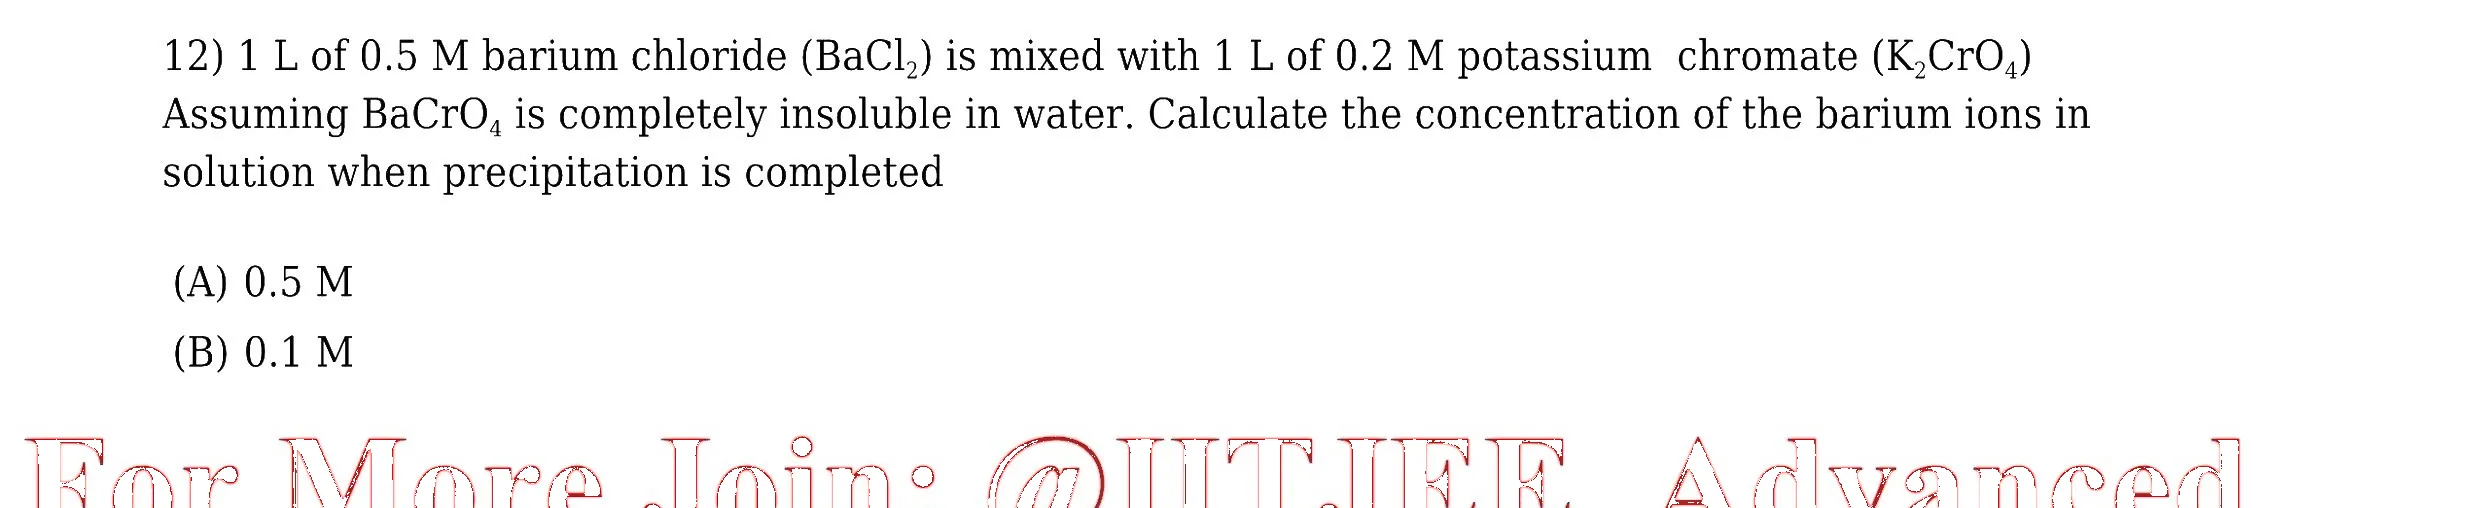 12) 1 L of 0.5 M barium chloride (BaCl₂) is mixed with 1 L of 0.2 M potassium  chromate (K₂CrO₄)
Assuming BaCrO₄ is completely insoluble in water. Calculate the concentration of the barium ions in
solution when precipitation is completed
(A) 0.5 M
(B) 0.1 M
For More Join: @IITJEE_Advanced